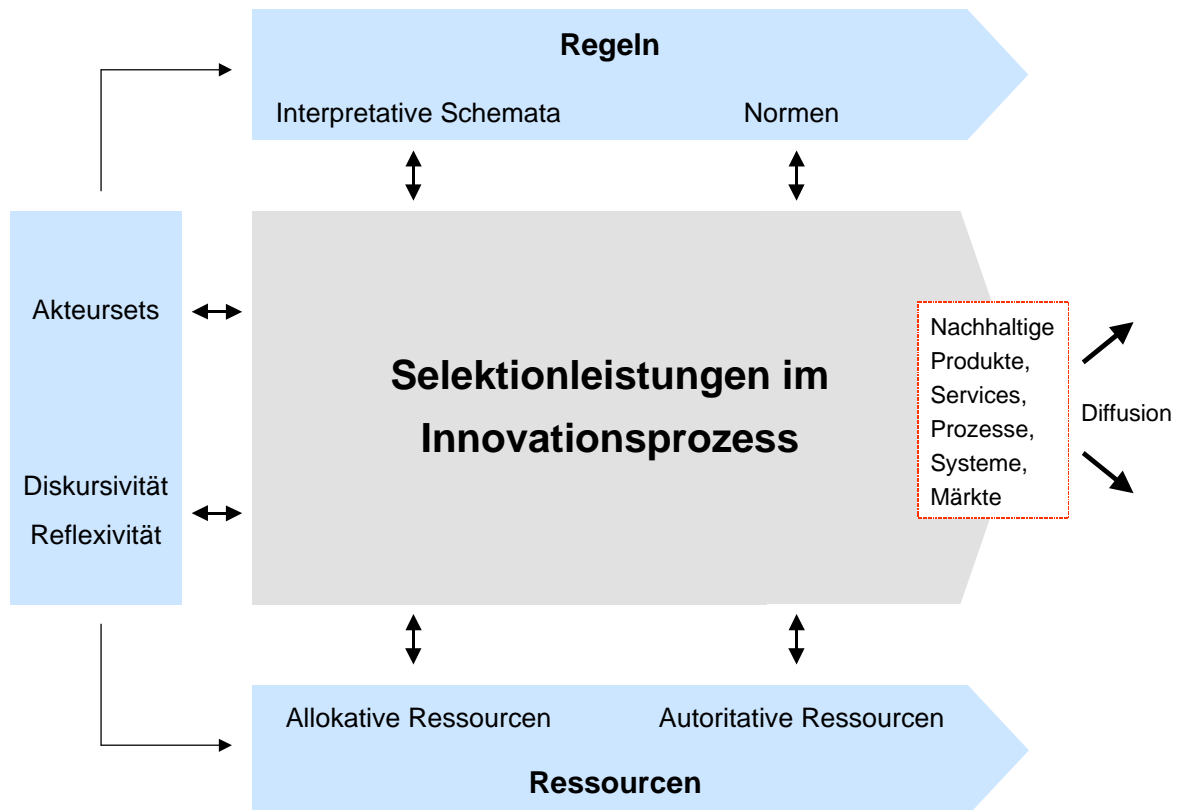 Regeln
Interpretative Schemata
Normen
Akteursets
Diskursivität
Reflexivität
Selektionleistungen im
Innovationsprozess
Nachhaltige
Produkte,
Services,
Prozesse,
Systeme,
Märkte
Diffusion
Allokative Ressourcen
Autoritative Ressourcen
Ressourcen